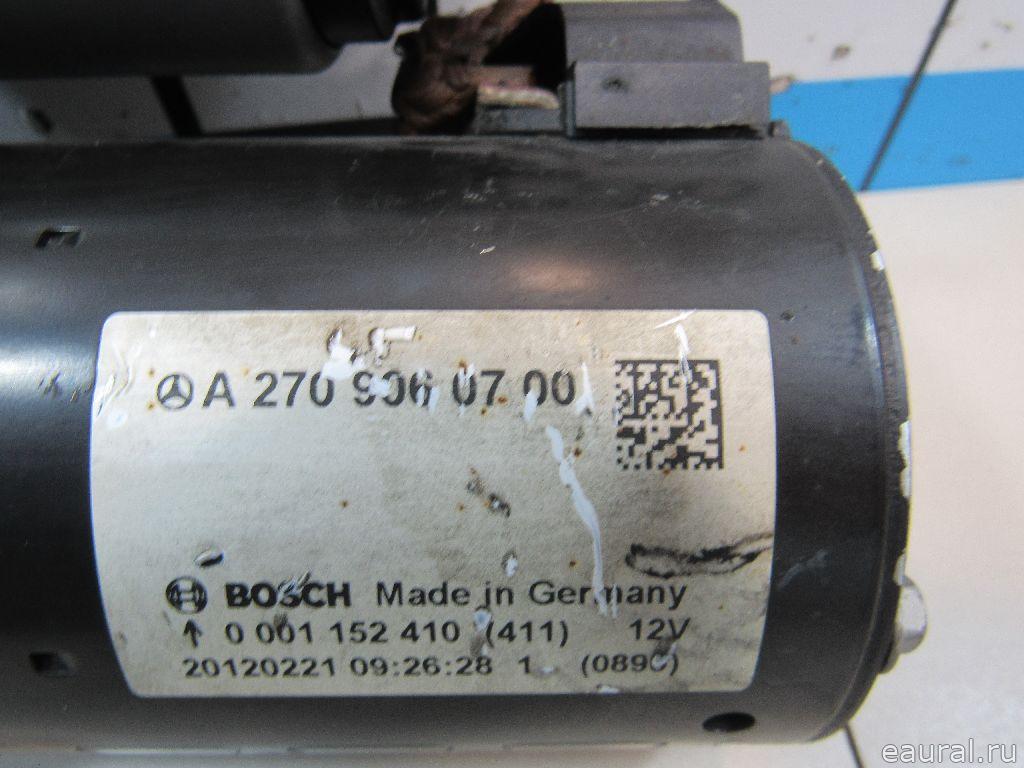 A 270 906 07 00
BOSCH Made in Germany
↑ 0 001 152 410 (411) 12V
20120221 09:26:28 1
eaural.ru